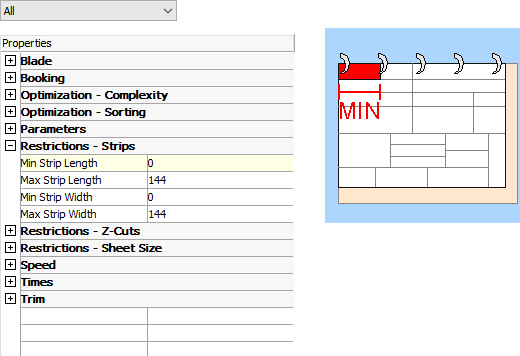 All
Properties
Blade
Booking
Optimization - Complexity
Optimization - Sorting
Parameters
Restrictions - Strips
Min Strip Length 0
Max Strip Length 144
Min Strip Width 0
Max Strip Width 144
Restrictions - Z-Cuts
Restrictions - Sheet Size
Speed
Times
Trim
MIN